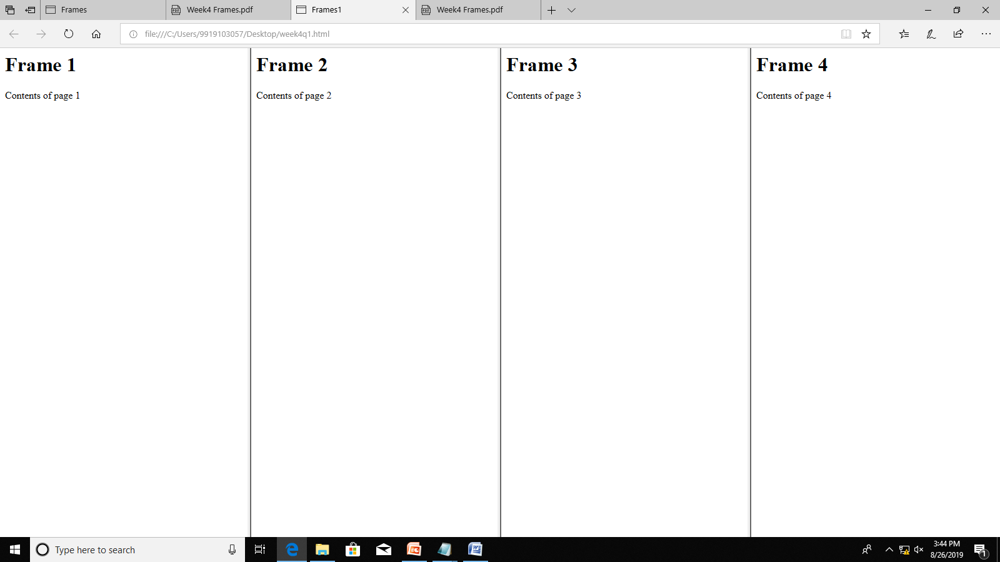 Frames
Week4 Frames.pdf
Frames1
Week4 Frames.pdf
file:///C:/Users/9919103057/Desktop/week4q1.html
Frame 1
Contents of page 1
Frame 2
Contents of page 2
Frame 3
Contents of page 3
Frame 4
Contents of page 4
Type here to search
3:44 PM
8/26/2019
1